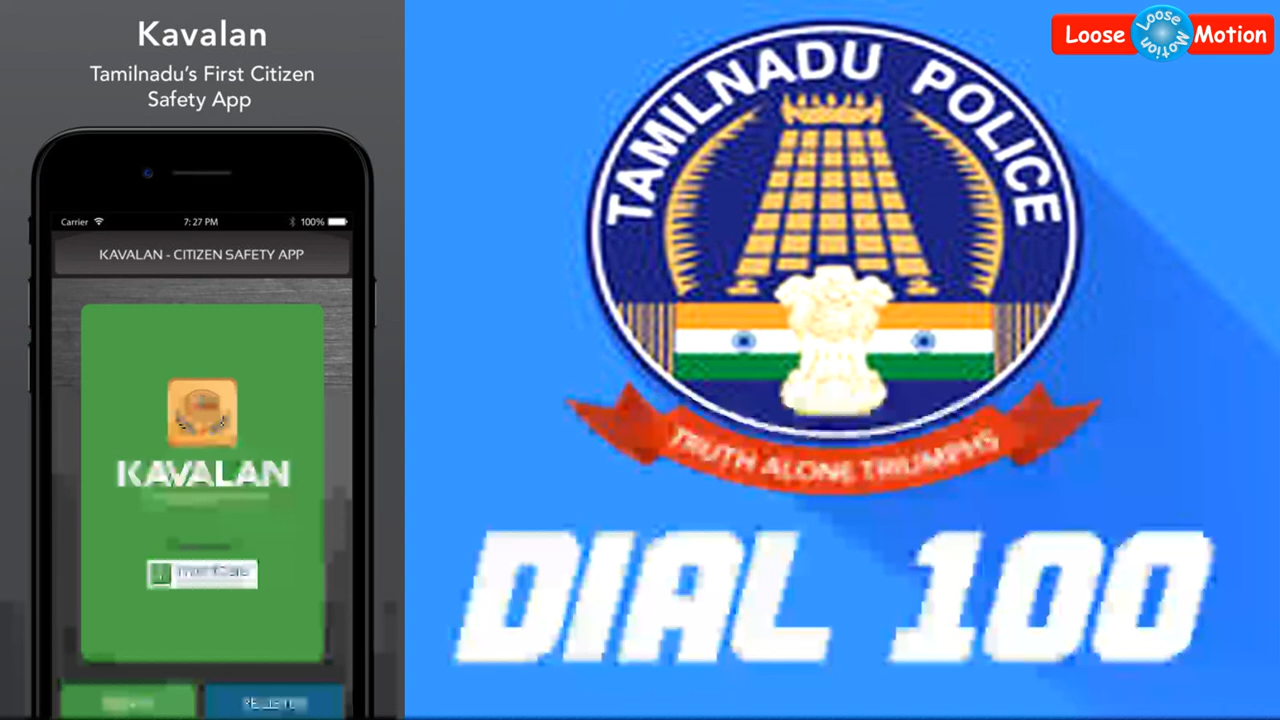 Kavalan
Tamilnadu's First Citizen
Safety App
Carrier
7:27 PM
100%
KAVALAN - CITIZEN SAFETY APP
KAVALAN
TAMILNADU POLICE
TRUTH ALONE TRIUMPHS
DIAL 100
Loose Loose Motion Motion